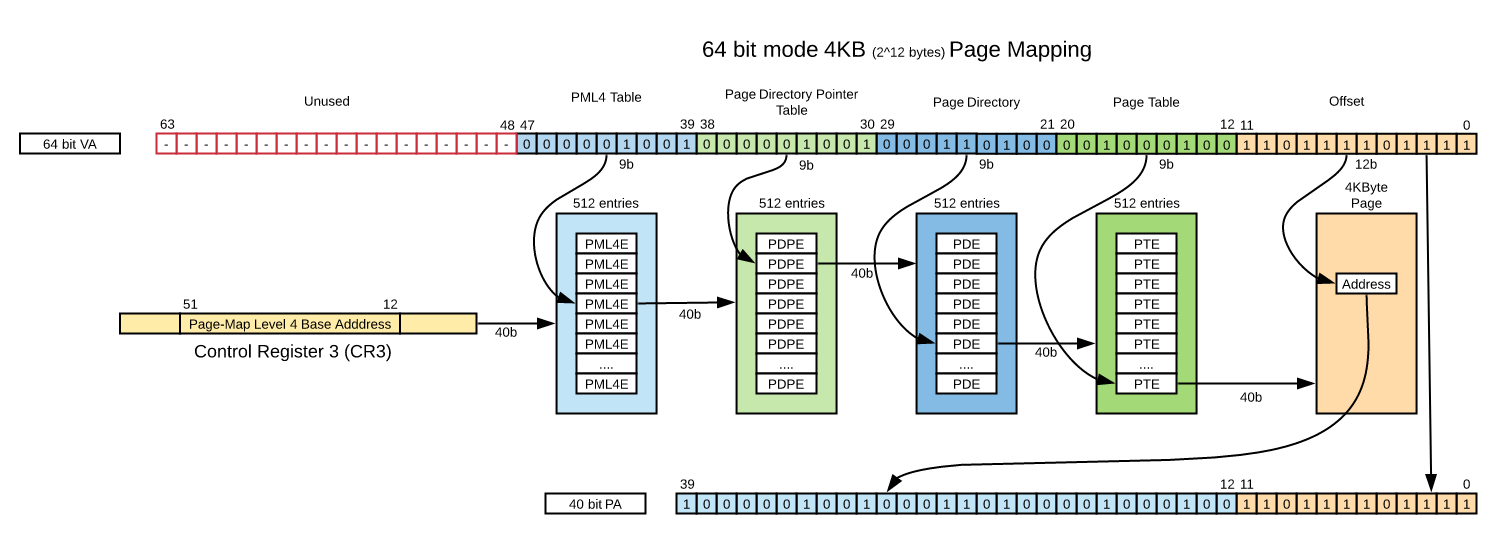 64 bit mode 4KB (2^12 bytes) Page Mapping
Unused
PML4 Table
Page Directory Pointer
Table
Page Directory
Page Table
Offset
63 48 47 39 38 30 29 21 20 12 11 0
64 bit VA
- - - - - - - - - - - - - - - - - - 0 0 0 0 0 1 0 0 1 0 0 0 0 0 1 0 0 1 0 0 0 1 1 0 1 0 0 0 0 1 0 0 0 1 0 0 1 1 0 1 1 1 1 1 0 1 1 1
9b
9b
9b
9b
12b
512 entries
PML4E
PML4E
PML4E
PML4E
PML4E
PML4E
....
PML4E
512 entries
PDPE
PDPE
PDPE
PDPE
PDPE
PDPE
....
PDPE
512 entries
PDE
PDE
PDE
PDE
PDE
PDE
....
PDE
512 entries
PTE
PTE
PTE
PTE
PTE
PTE
....
PTE
4KByte
Page
Address
40b
40b
40b
40b
40b
51 12
Page-Map Level 4 Base Adddress
Control Register 3 (CR3)
39 12 11 0
40 bit PA
1 0 0 0 0 0 1 0 0 1 0 0 0 1 1 0 1 0 0 0 0 1 0 0 0 1 0 0 1 1 0 1 1 1 1 1 0 1 1 1